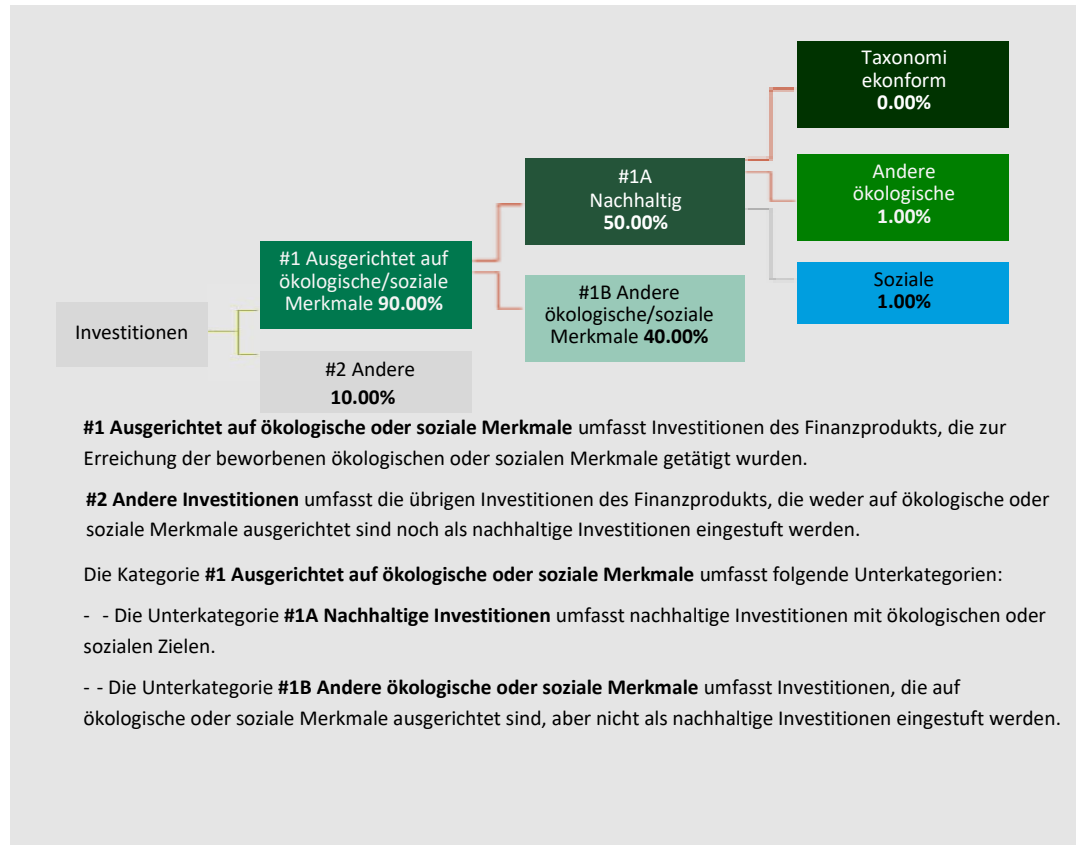 Investitionen
#1 Ausgerichtet auf
ökologische/soziale
Merkmale 90.00%
#2 Andere
10.00%
#1A
Nachhaltig
50.00%
#1B Andere
ökologische/soziale
Merkmale 40.00%
Taxonomi
ekonform
0.00%
Andere
ökologische
1.00%
Soziale
1.00%
#1 Ausgerichtet auf ökologische oder soziale Merkmale umfasst Investitionen des Finanzprodukts, die zur
Erreichung der beworbenen ökologischen oder sozialen Merkmale getätigt wurden.
#2 Andere Investitionen umfasst die übrigen Investitionen des Finanzprodukts, die weder auf ökologische oder
soziale Merkmale ausgerichtet sind noch als nachhaltige Investitionen eingestuft werden.
Die Kategorie #1 Ausgerichtet auf ökologische oder soziale Merkmale umfasst folgende Unterkategorien:
- - Die Unterkategorie #1A Nachhaltige Investitionen umfasst nachhaltige Investitionen mit ökologischen oder
sozialen Zielen.
- - Die Unterkategorie #1B Andere ökologische oder soziale Merkmale umfasst Investitionen, die auf
ökologische oder soziale Merkmale ausgerichtet sind, aber nicht als nachhaltige Investitionen eingestuft werden.